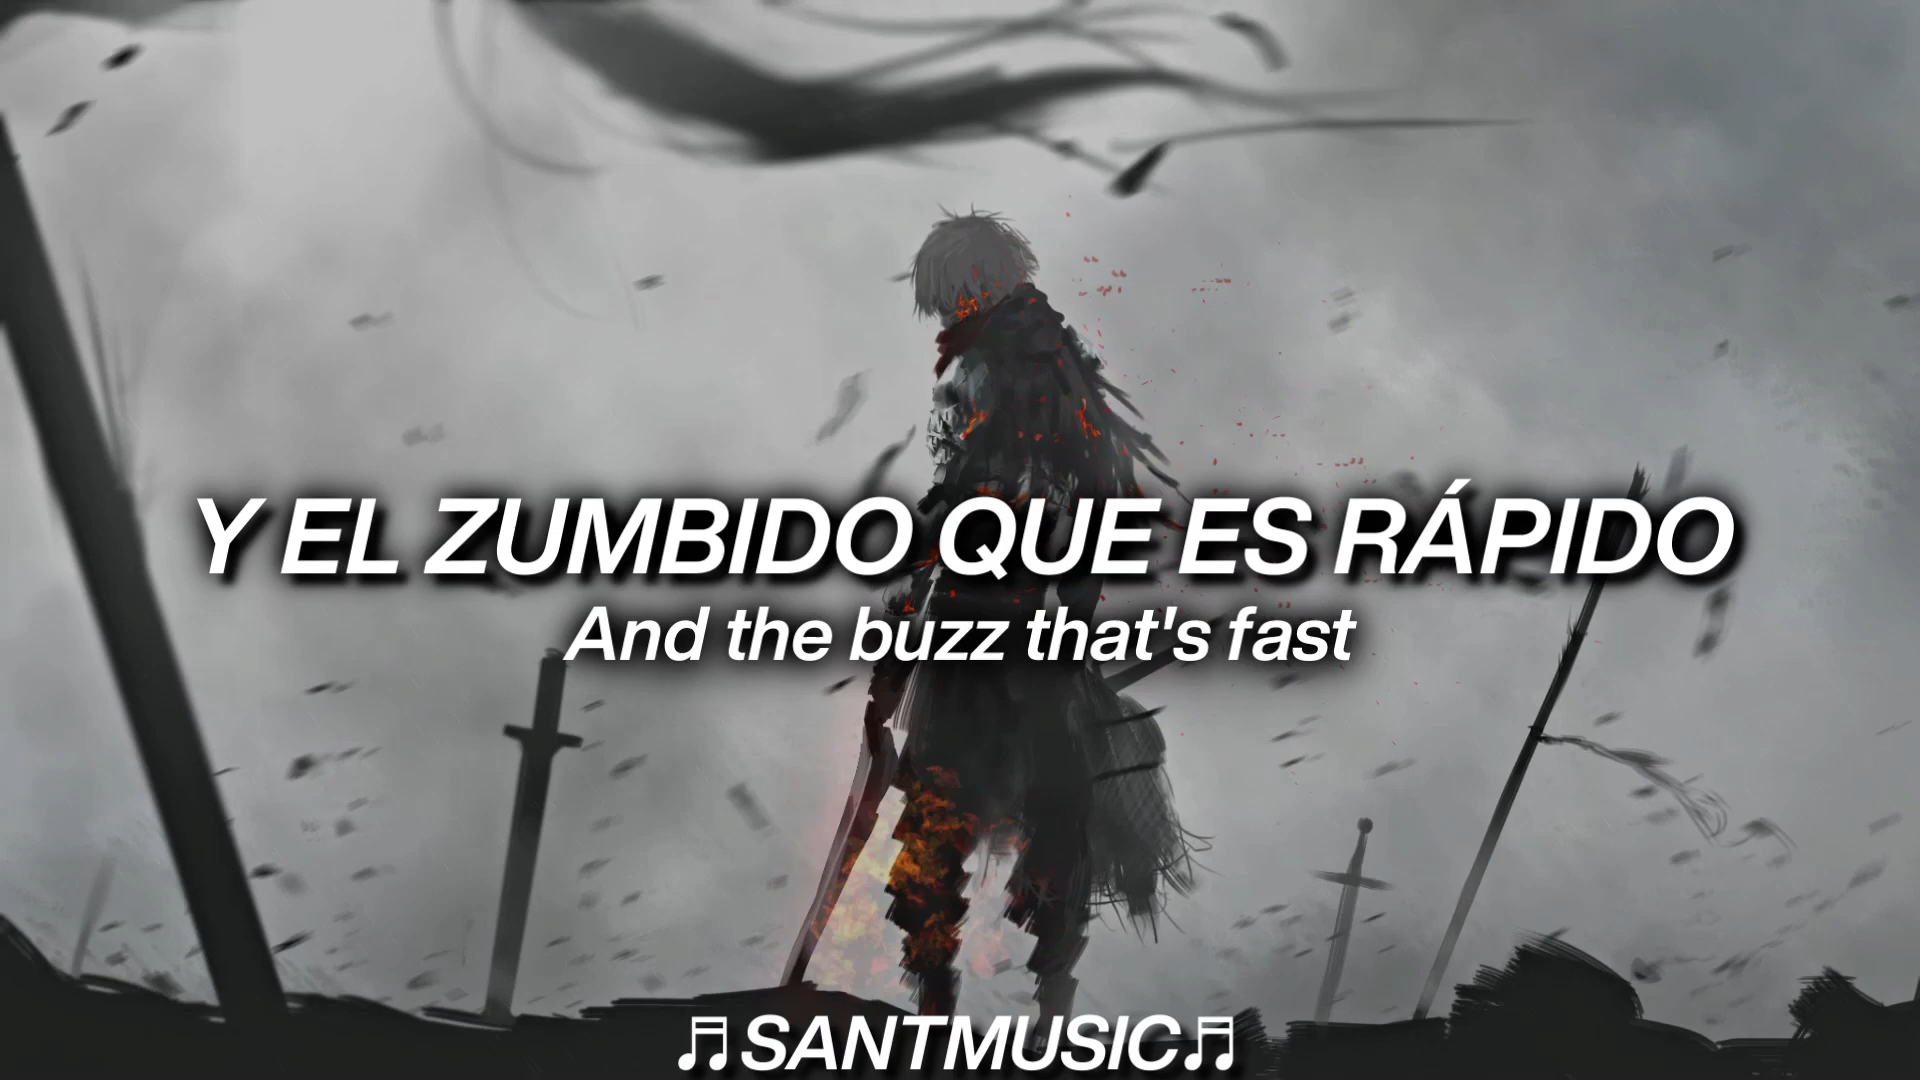 Y EL ZUMBIDO QUE ES RÁPIDO
And the buzz that's fast
♬SANTMUSIC♬